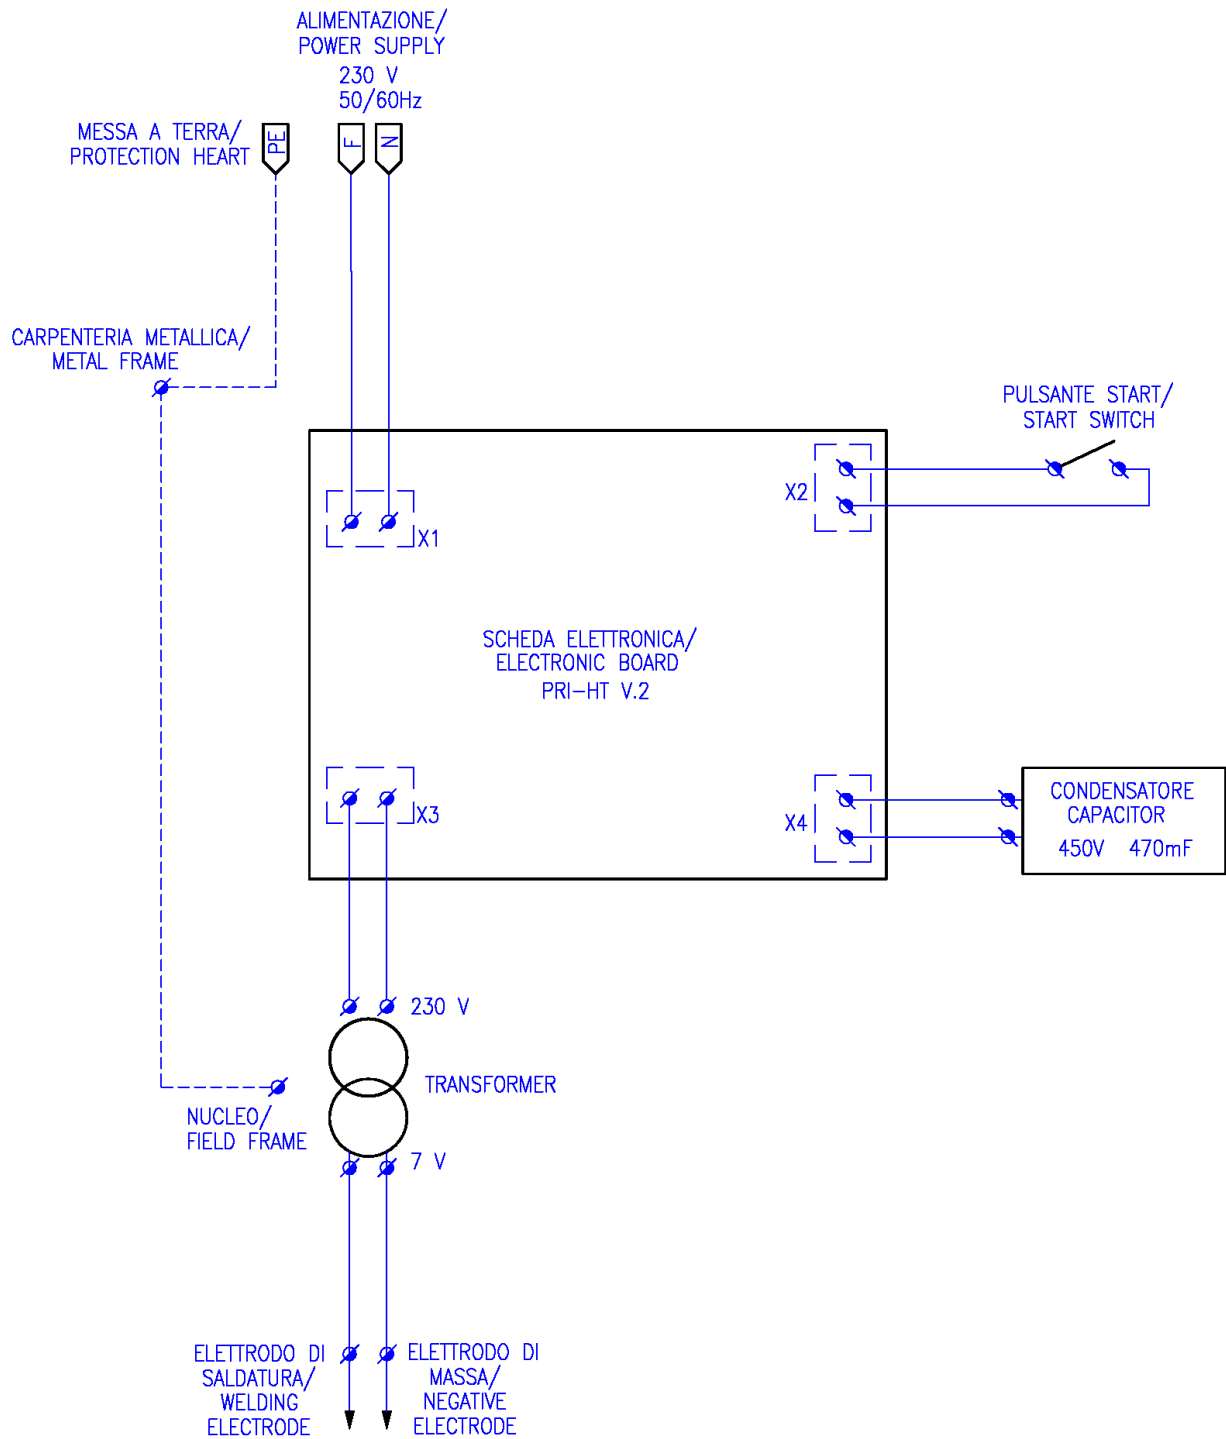 ALIMENTAZIONE/
POWER SUPPLY
230 V
50/60Hz
MESSA A TERRA/
PROTECTION HEART
PE
F
N
CARPENTERIA METALLICA/
METAL FRAME
PULSANTE START/
START SWITCH
X1
X2
SCHEDA ELETTRONICA/
ELECTRONIC BOARD
PRI-HT V.2
X3
X4
CONDENSATORE
CAPACITOR
450V 470mF
230 V
TRANSFORMER
NUCLEO/
FIELD FRAME
7 V
ELETTRODO DI
SALDATURA/
WELDING
ELECTRODE
ELETTRODO DI
MASSA/
NEGATIVE
ELECTRODE